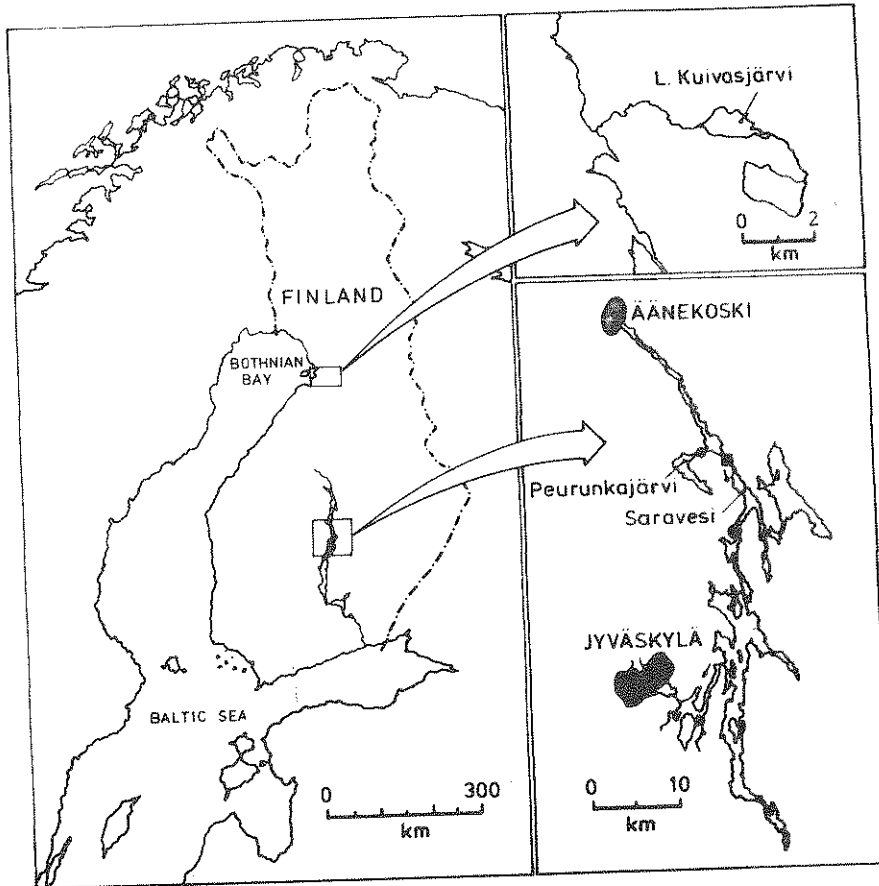 FINLAND
BOTHNIAN
BAY
BALTIC SEA
0 300
km
L. Kuivasjärvi
0 2
km
ÄÄNEKOSKI
Peurunkajärvi
Saravesi
JYVÄSKYLÄ
0 10
km